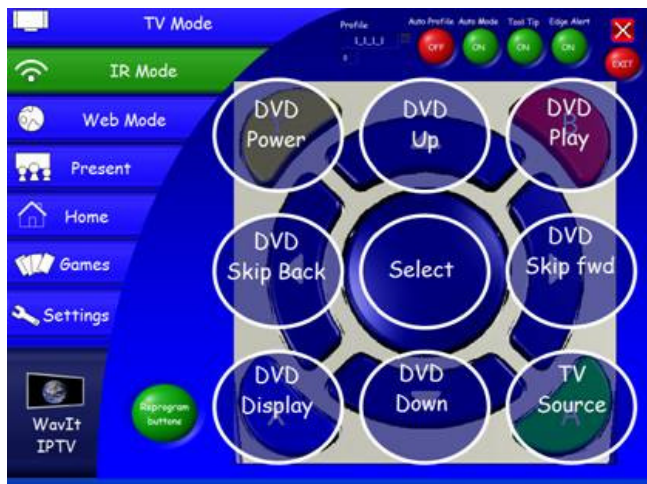 TV Mode
IR Mode
Web Mode
Present
Home
Games
Settings
WavIt
IPTV
Reprogram
buttons
Profile
1_1_1_1
Auto Profile
OFF
Auto Mode
ON
Tool Tip
ON
Edge Alert
ON
X
EXIT
DVD
Power
DVD
Up
B
DVD
Play
DVD
Skip Back
Select
DVD
Skip fwd
DVD
Display
X
DVD
Down
TV
Source
A